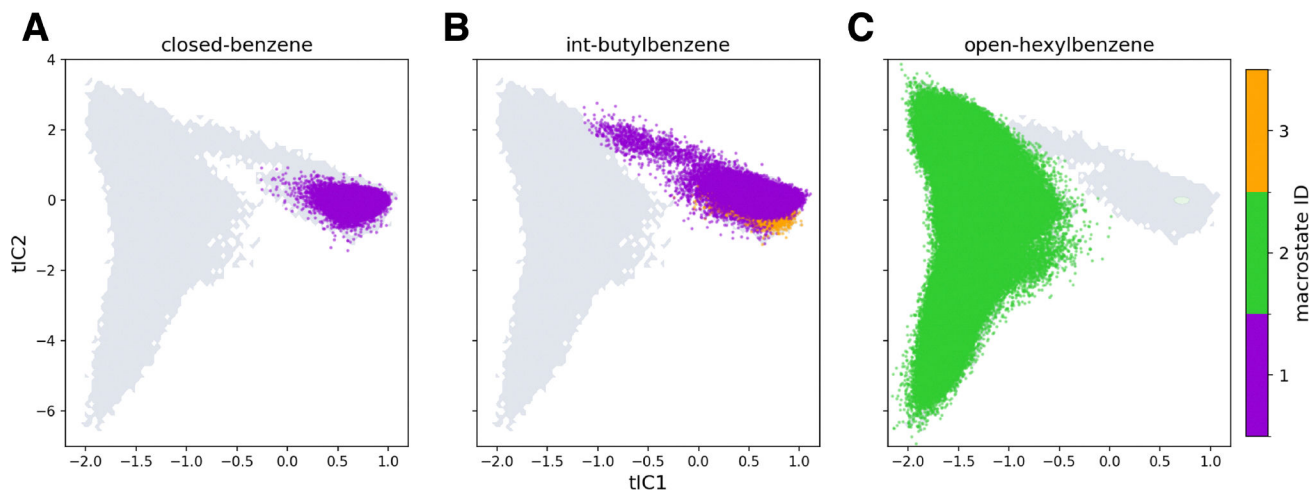 A
B
C
closed-benzene
int-butylbenzene
open-hexylbenzene
4
2
0
−2
−4
−6
tIC2
−2.0 −1.5 −1.0 −0.5 0.0 0.5 1.0
−2.0 −1.5 −1.0 −0.5 0.0 0.5 1.0
−2.0 −1.5 −1.0 −0.5 0.0 0.5 1.0
tIC1
3
2
1
macrostate ID